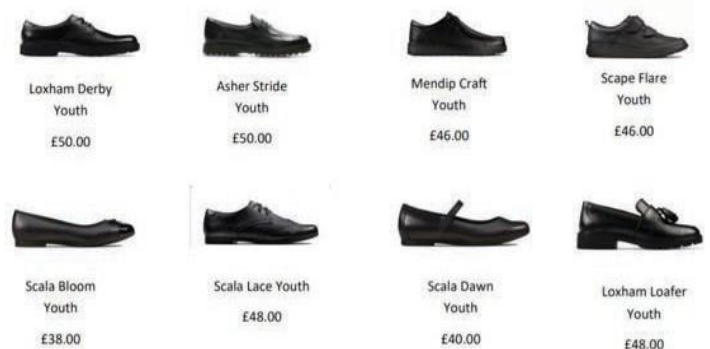 Loxham Derby
Youth
£50.00
Asher Stride
Youth
£50.00
Mendip Craft
Youth
£46.00
Scape Flare
Youth
£46.00
Scala Bloom
Youth
£38.00
Scala Lace Youth
£48.00
Scala Dawn
Youth
£40.00
Loxham Loafer
Youth
£48.00